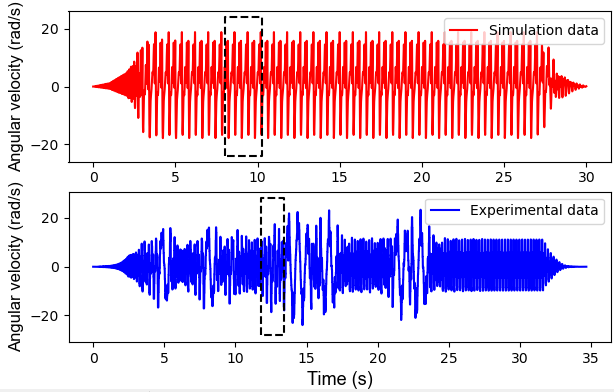 Angular velocity (rad/s)
20
0
−20
Simulation data
0 5 10 15 20 25 30
Angular velocity (rad/s)
20
0
−20
Experimental data
0 5 10 15 20 25 30 35
Time (s)